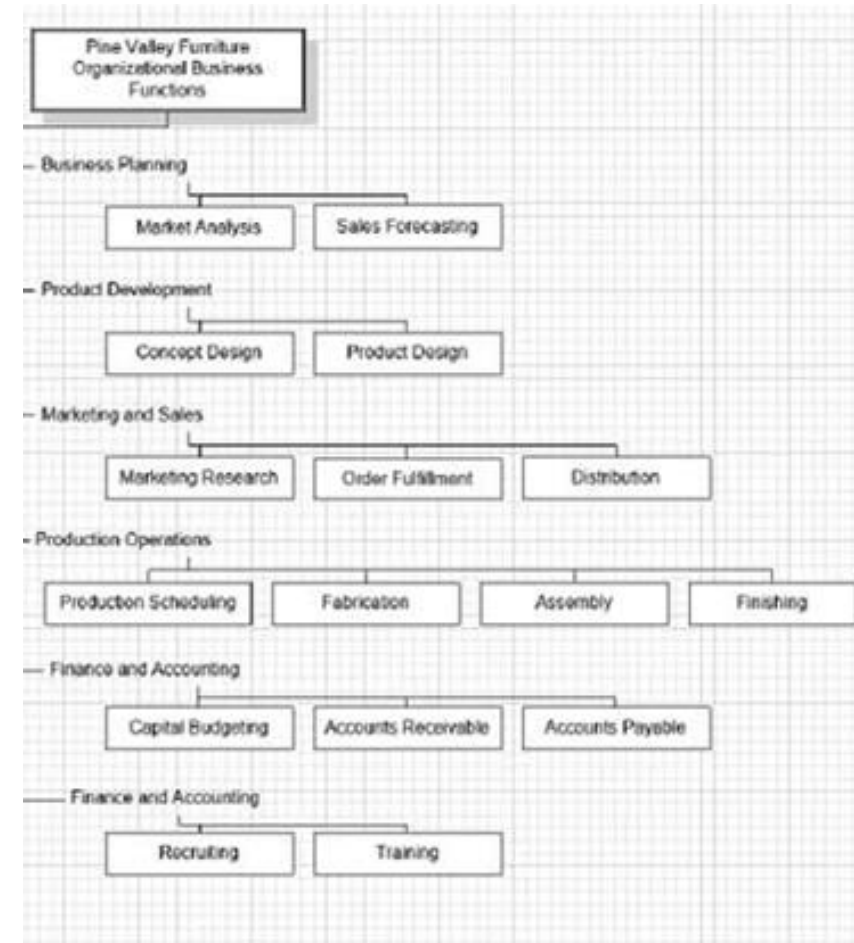 Pine Valley Furniture
Organizational Business
Functions
Business Planning
Market Analysis
Sales Forecasting
Product Development
Concept Design
Product Design
Marketing and Sales
Marketing Research
Order Fulfillment
Distribution
Production Operations
Production Scheduling
Fabrication
Assembly
Finishing
Finance and Accounting
Capital Budgeting
Accounts Receivable
Accounts Payable
Finance and Accounting
Recruiting
Training